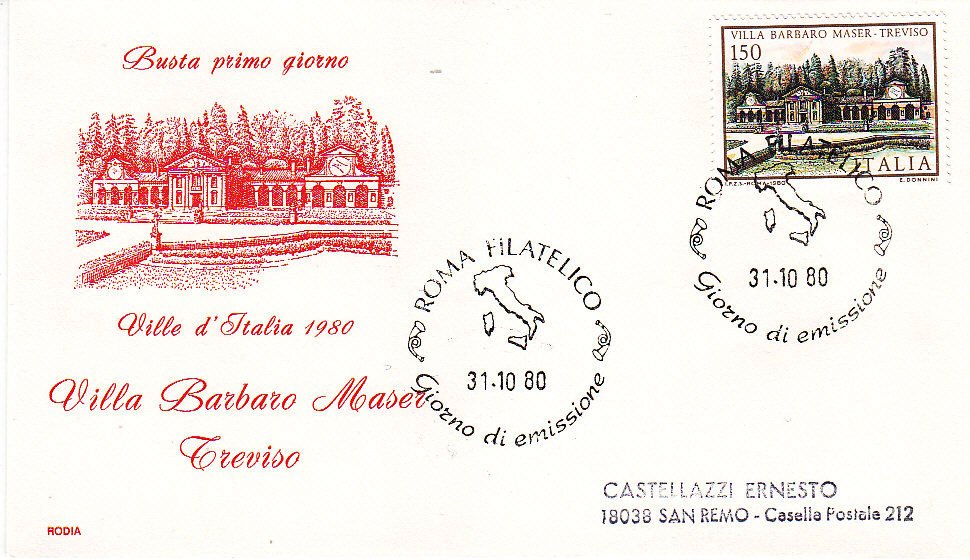 Busta primo giorno
VILLA BARBARO MASER - TREVISO
150
ITALIA
I.P.Z.S. - ROMA - 1980
E. DONNINI
ROMA FILATELICO
31·10 80
Giorno di emissione
ROMA FILATELICO
31·10 80
Giorno di emissione
Ville d'Italia 1980
Villa Barbaro Maser
Treviso
CASTELLAZZI ERNESTO
18038 SAN REMO - Casella Postale 212
RODIA